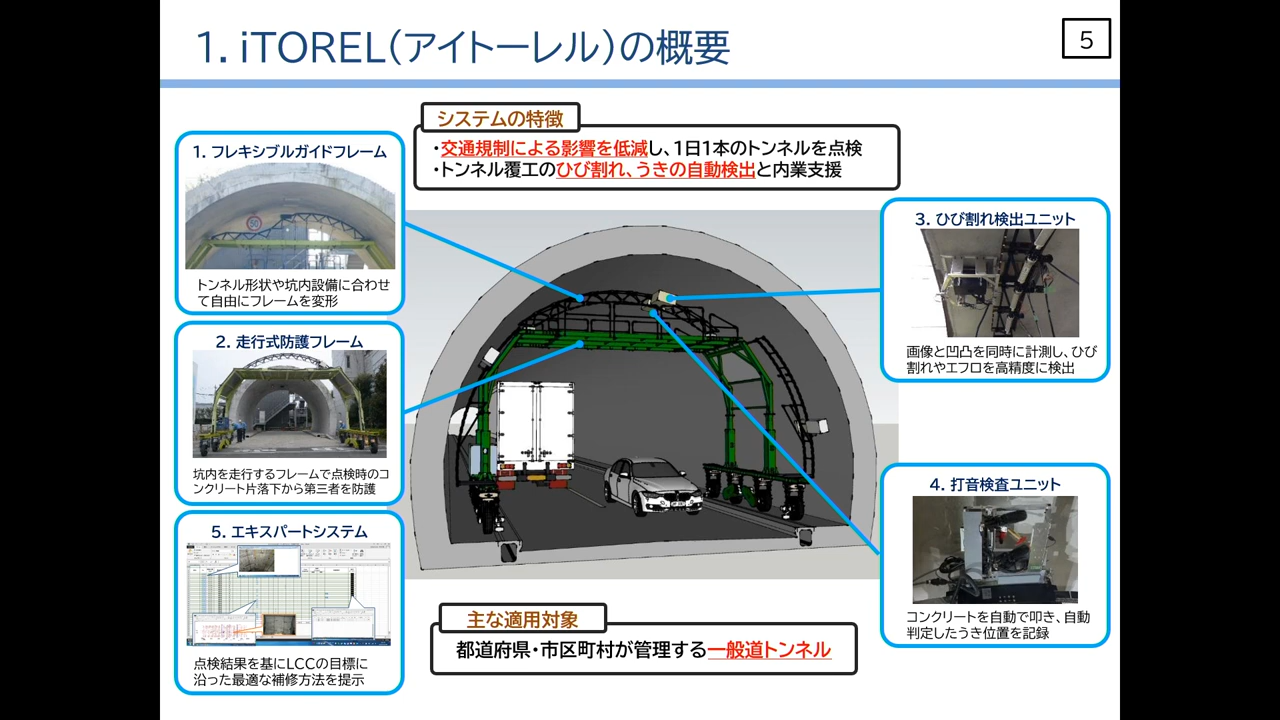 1. iTOREL(アイトーレル)の概要
5
システムの特徴
・交通規制による影響を低減し、1日1本のトンネルを点検
・トンネル覆工のひび割れ、うきの自動検出と内業支援
1. フレキシブルガイドフレーム
50
トンネル形状や坑内設備に合わせ
て自由にフレームを変形
2. 走行式防護フレーム
坑内を走行するフレームで点検時のコ
ンクリート片落下から第三者を防護
5. エキスパートシステム
点検結果を基にLCCの目標に
沿った最適な補修方法を提示
3. ひび割れ検出ユニット
画像と凹凸を同時に計測し、ひび
割れやエフロを高精度に検出
4. 打音検査ユニット
コンクリートを自動で叩き、自動
判定したうき位置を記録
主な適用対象
都道府県・市区町村が管理する一般道トンネル